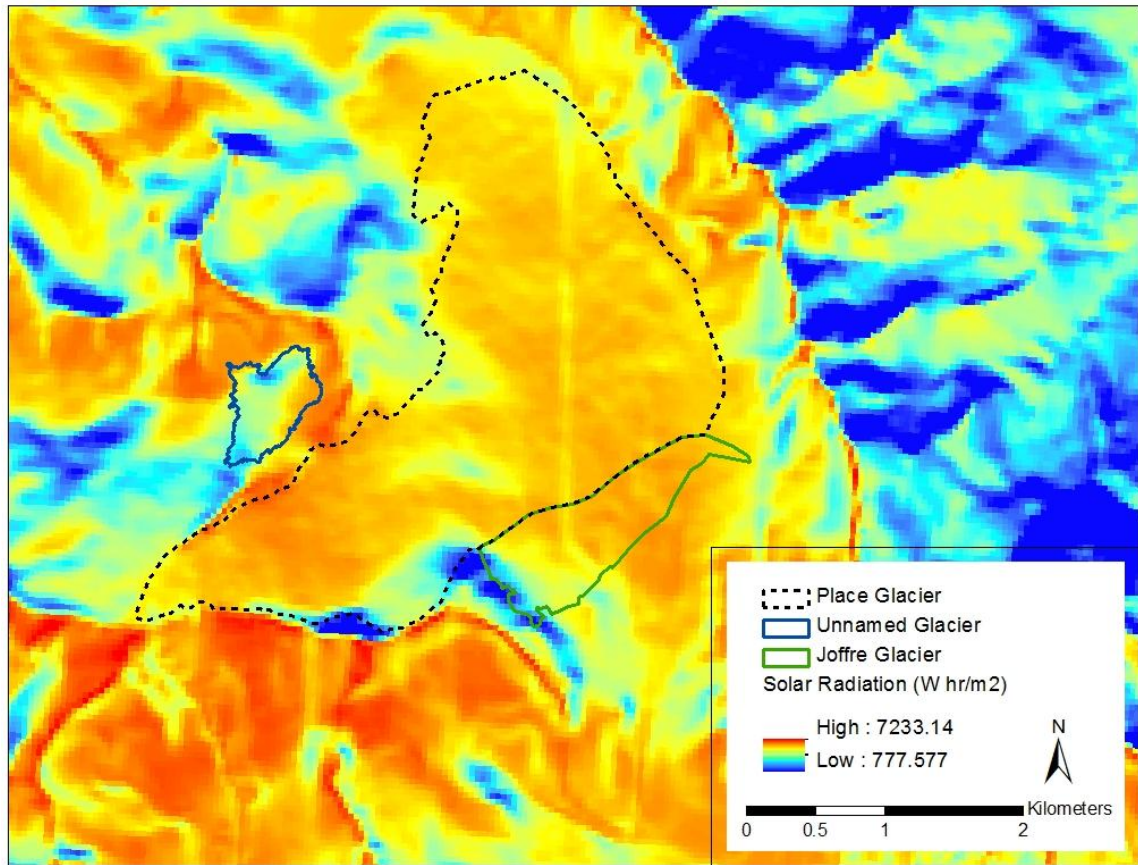 Place Glacier
Unnamed Glacier
Joffre Glacier
Solar Radiation (W hr/m2)
High : 7233.14
Low : 777.577
N
Kilometers
0 0.5 1 2